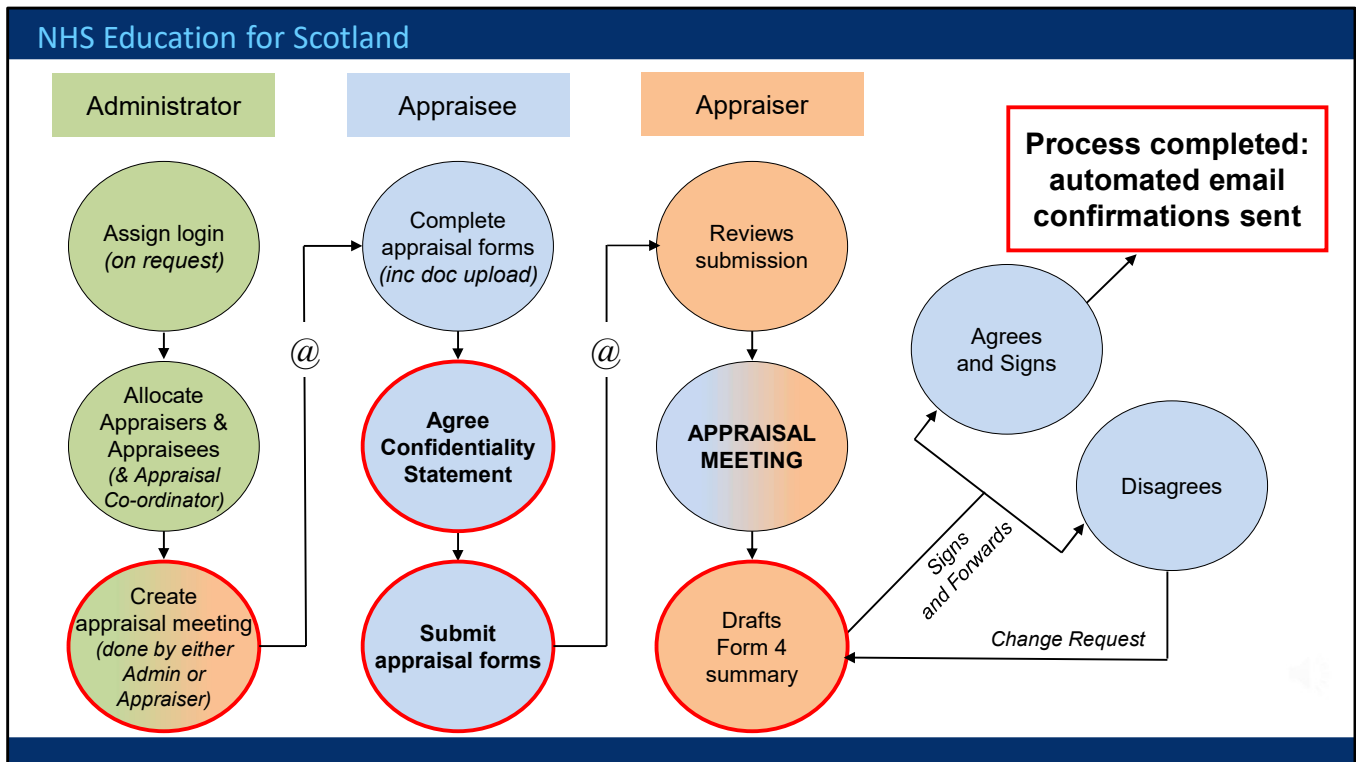 NHS Education for Scotland
Administrator
Appraisee
Appraiser
Assign login
(on request)
Allocate
Appraisers &
Appraisees
(& Appraisal
Co-ordinator)
Create
appraisal meeting
(done by either
Admin or
Appraiser)
@
Complete
appraisal forms
(inc doc upload)
Agree
Confidentiality
Statement
Submit
appraisal forms
@
Reviews
submission
APPRAISAL
MEETING
Drafts
Form 4
summary
Signs
and Forwards
Agrees
and Signs
Disagrees
Change Request
Process completed:
automated email
confirmations sent